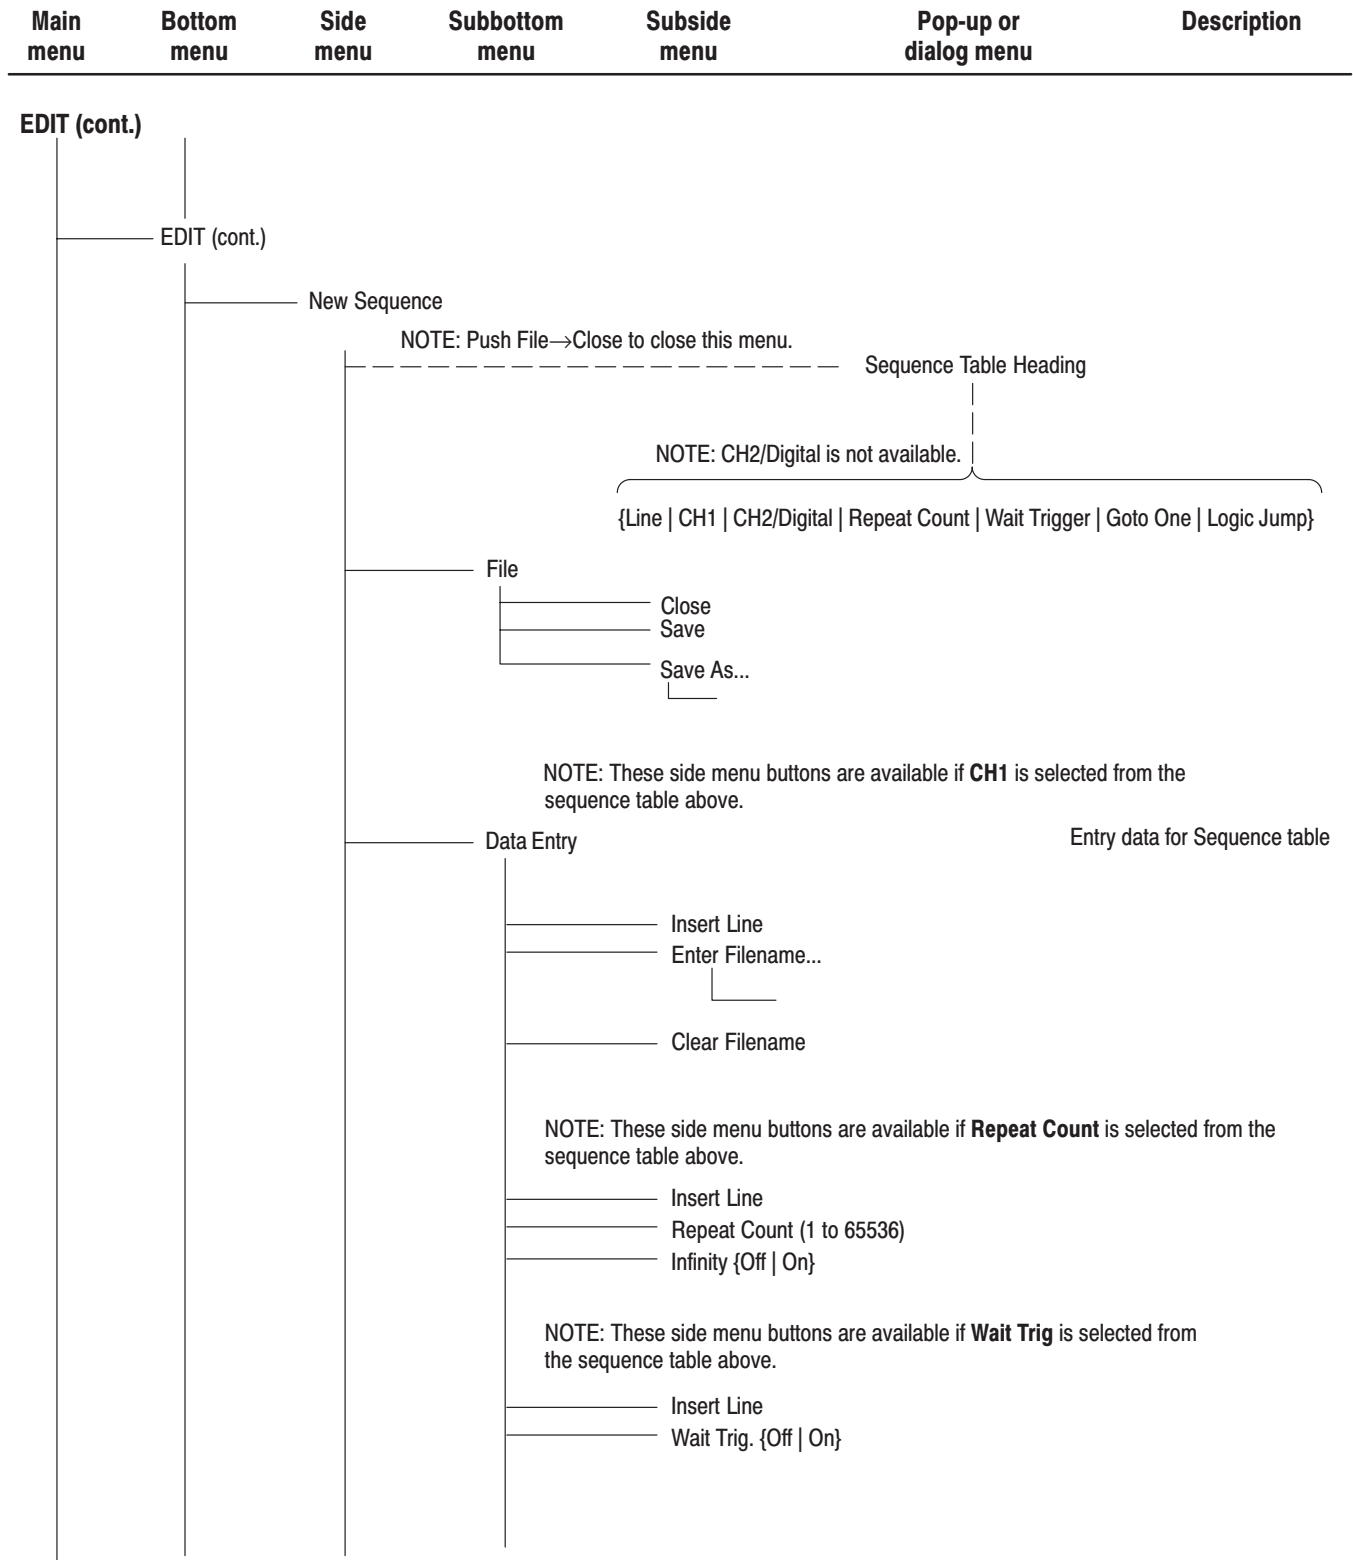 Main menu
Bottom menu
Side menu
Subbottom menu
Subside menu
Pop-up or dialog menu
Description
EDIT (cont.)
EDIT (cont.)
New Sequence
NOTE: Push File→Close to close this menu.
Sequence Table Heading
NOTE: CH2/Digital is not available.
{Line | CH1 | CH2/Digital | Repeat Count | Wait Trigger | Goto One | Logic Jump}
File
Close
Save
Save As...
NOTE: These side menu buttons are available if CH1 is selected from the
sequence table above.
Data Entry
Entry data for Sequence table
Insert Line
Enter Filename...
Clear Filename
NOTE: These side menu buttons are available if Repeat Count is selected from the
sequence table above.
Insert Line
Repeat Count (1 to 65536)
Infinity {Off | On}
NOTE: These side menu buttons are available if Wait Trig is selected from
the sequence table above.
Insert Line
Wait Trig. {Off | On}